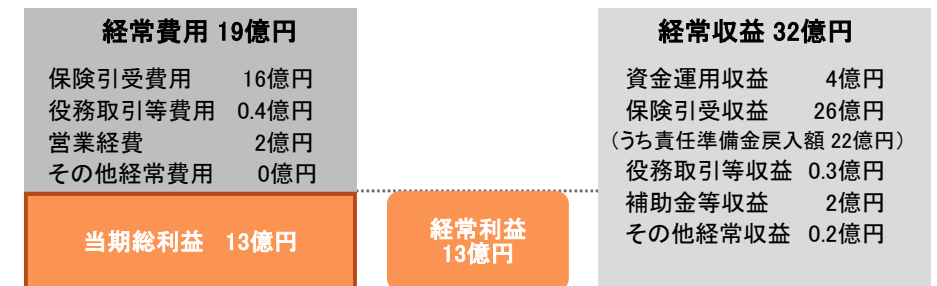 経常費用 19億円
保険引受費用 16億円
役務取引等費用 0.4億円
営業経費 2億円
その他経常費用 0億円
当期総利益 13億円
経常利益
13億円
経常収益 32億円
資金運用収益 4億円
保険引受収益 26億円
（うち責任準備金戻入額 22億円）
役務取引等収益 0.3億円
補助金等収益 2億円
その他経常収益 0.2億円